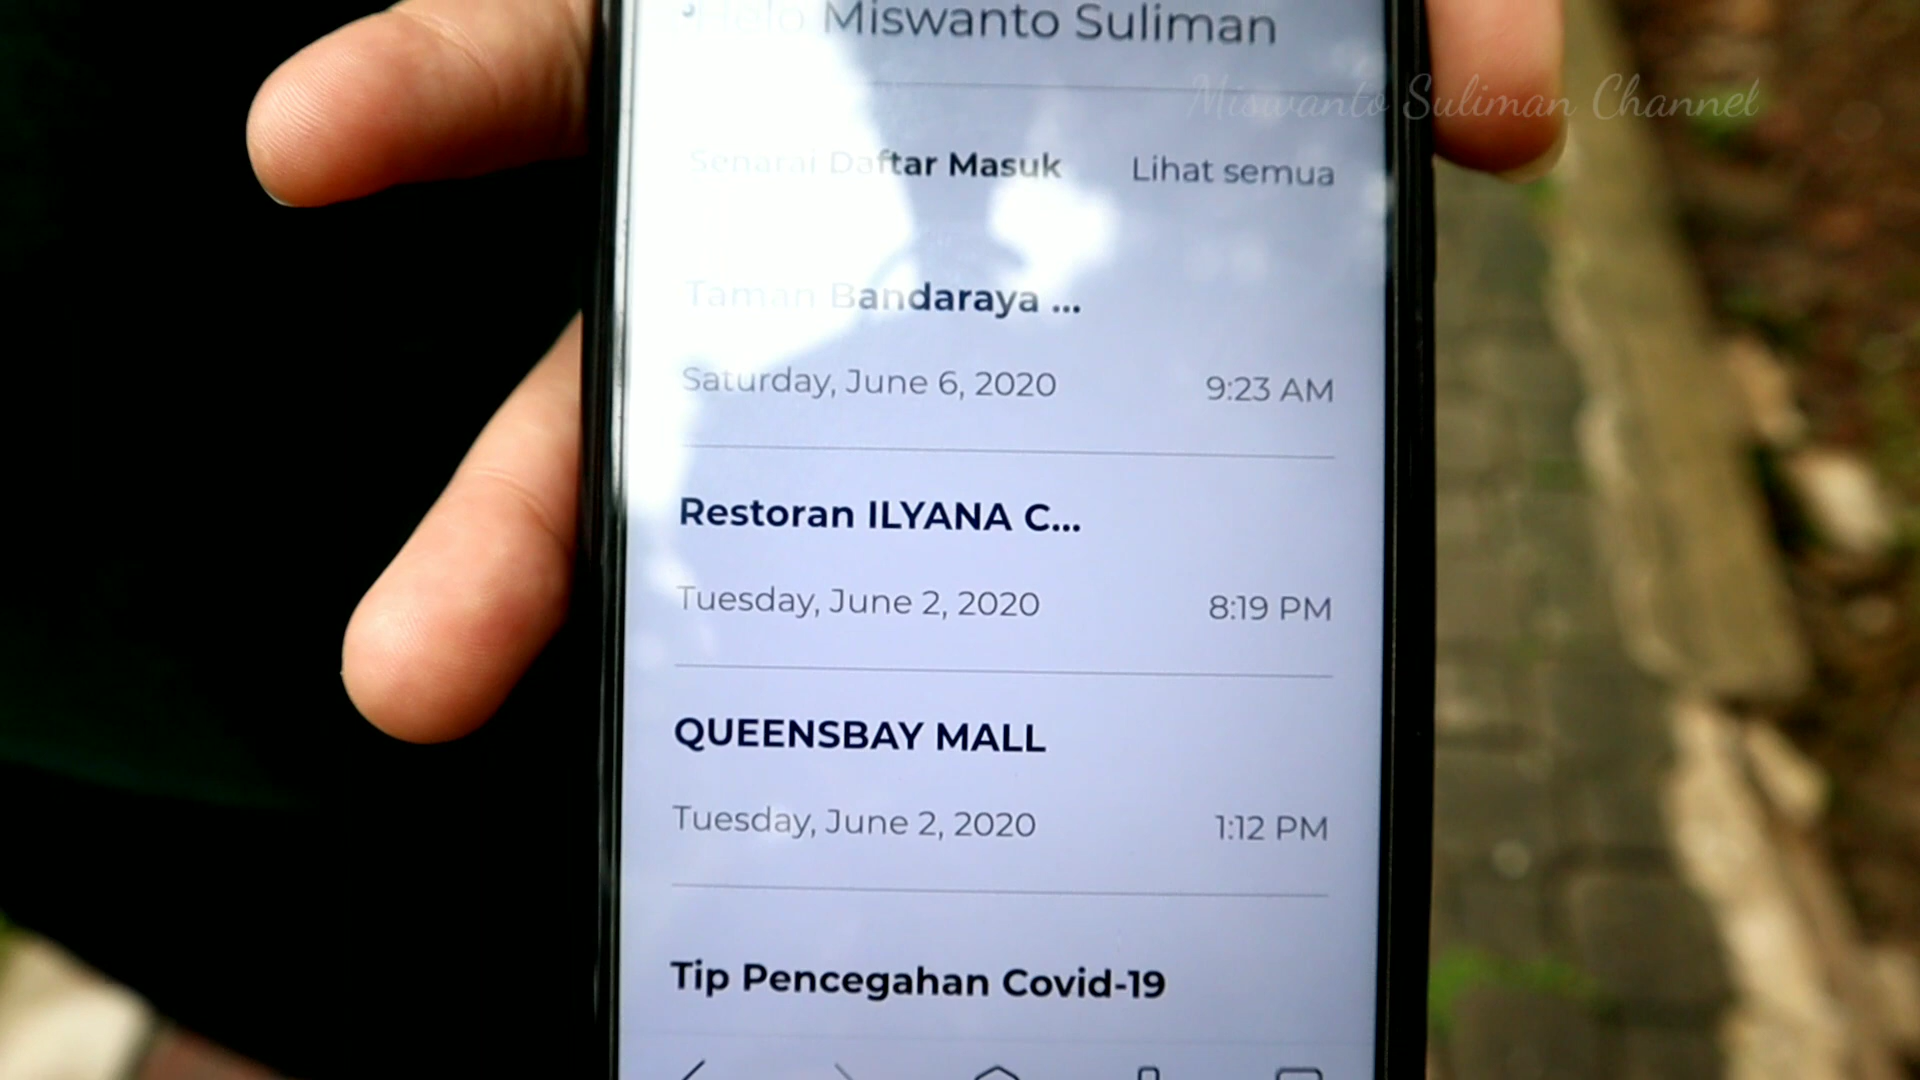 Helo Miswanto Suliman
Miswanto Suliman Channel
Senarai Daftar Masuk Lihat semua
Taman Bandaraya ...
Saturday, June 6, 2020 9:23 AM
Restoran ILYANA C...
Tuesday, June 2, 2020 8:19 PM
QUEENSBAY MALL
Tuesday, June 2, 2020 1:12 PM
Tip Pencegahan Covid-19